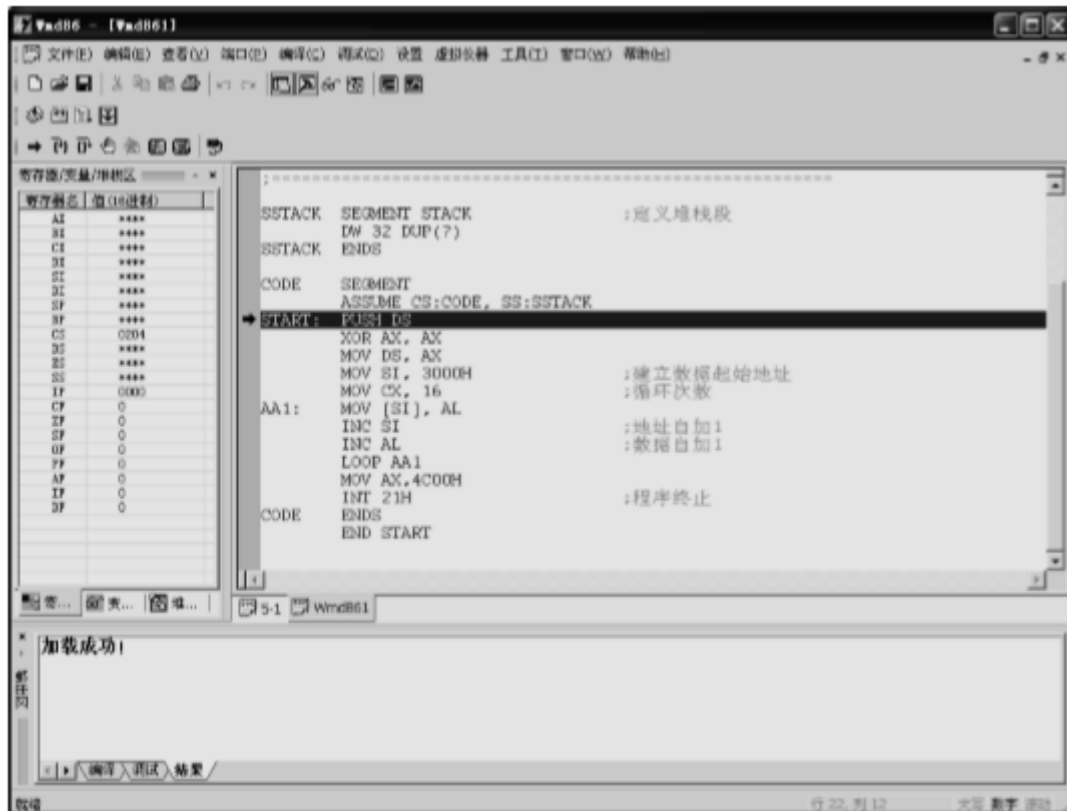 Wmd86 - [Wmd861]
文件(F) 编辑(E) 查看(V) 端口(P) 编译(C) 调试(D) 设置 虚拟仪器 工具(T) 窗口(W) 帮助(H)
寄存器/变量/堆栈区
寄存器名 值(16进制)
AX ****
BX ****
CX ****
DX ****
SI ****
DI ****
SP ****
BP ****
CS 0204
DS ****
ES ****
SS ****
IP 0000
CF 0
ZF 0
SF 0
OF 0
PF 0
AF 0
IF 0
DF 0
寄... 变... 堆...
;========================================================
SSTACK SEGMENT STACK ;定义堆栈段
DW 32 DUP(?)
SSTACK ENDS
CODE SEGMENT
ASSUME CS:CODE, SS:SSTACK
START: PUSH DS
XOR AX, AX
MOV DS, AX
MOV SI, 3000H ;建立数据起始地址
MOV CX, 16 ;循环次数
AA1: MOV [SI], AL
INC SI ;地址自加1
INC AL ;数据自加1
LOOP AA1
MOV AX,4C00H
INT 21H ;程序终止
CODE ENDS
END START
5-1 Wmd861
加载成功!
编译 调试 结果
就绪
行 22, 列 12 大写 数字 滚动